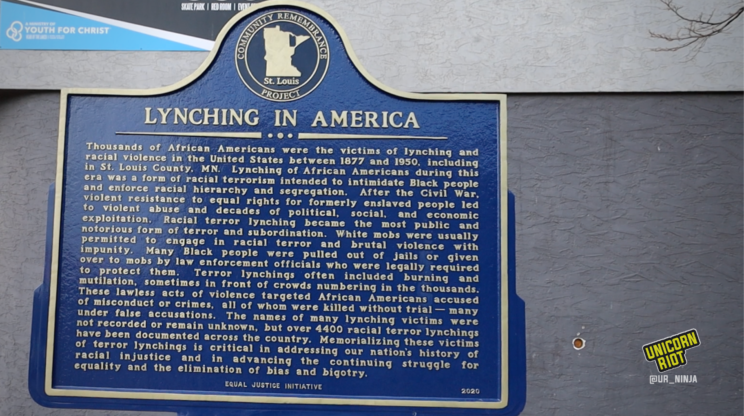 SKATE PARK | RED ROOM | EVENT
YOUTH FOR CHRIST
COMMUNITY REMEMBRANCE
St. Louis
PROJECT
LYNCHING IN AMERICA
Thousands of African Americans were the victims of lynching and
racial violence in the United States between 1877 and 1950, including
in St. Louis County, MN. Lynching of African Americans during this
era was a form of racial terrorism intended to intimidate Black people
and enforce racial hierarchy and segregation. After the Civil War,
violent resistance to equal rights for formerly enslaved people led
to violent abuse and decades of political, social, and economic
exploitation. Racial terror lynching became the most public and
notorious form of terror and subordination. White mobs were usually
permitted to engage in racial terror and brutal violence with
impunity. Many Black people were pulled out of jails or given
over to mobs by law enforcement officials who were legally required
to protect them. Terror lynchings often included burning and
mutilation, sometimes in front of crowds numbering in the thousands.
These lawless acts of violence targeted African Americans accused
of misconduct or crimes, all of whom were killed without trial — many
under false accusations. The names of many lynching victims were
not recorded or remain unknown, but over 4400 racial terror lynchings
have been documented across the country. Memorializing these victims
of terror lynchings is critical in addressing our nation's history of
racial injustice and in advancing the continuing struggle for
equality and the elimination of bias and bigotry.
EQUAL JUSTICE INITIATIVE 2020
UNICORN
RIOT
@UR_NINJA